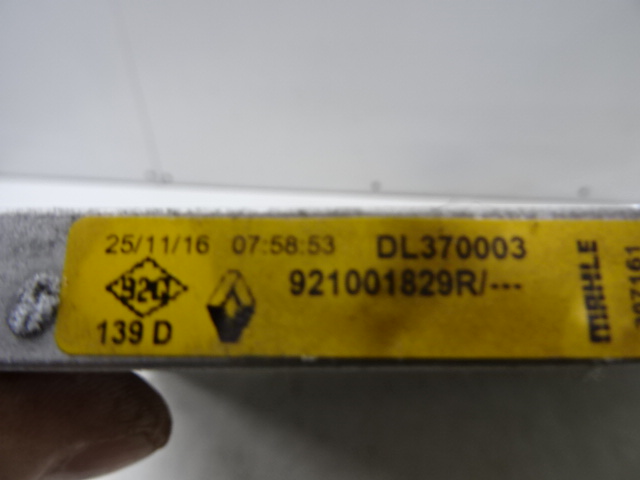 25/11/16 07:58:53 DL370003
921001829R/---
139 D
MAHLE